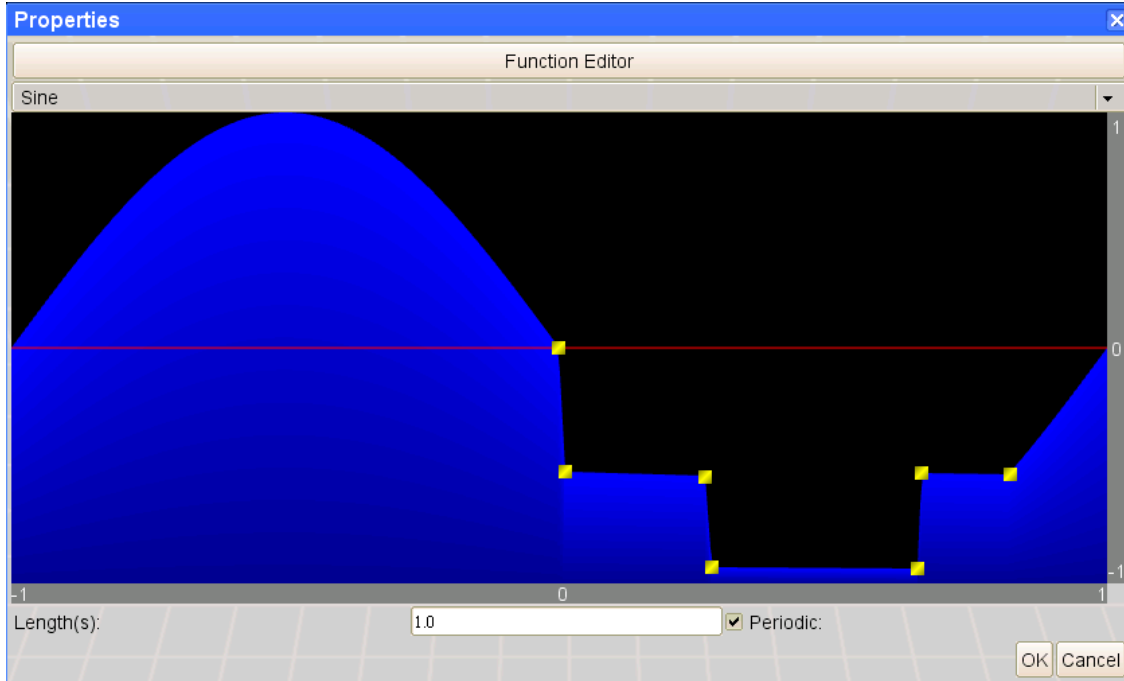 Properties
Function Editor
Sine
1
0
-1
-1 0 1
Length(s): 1.0 Periodic:
OK Cancel